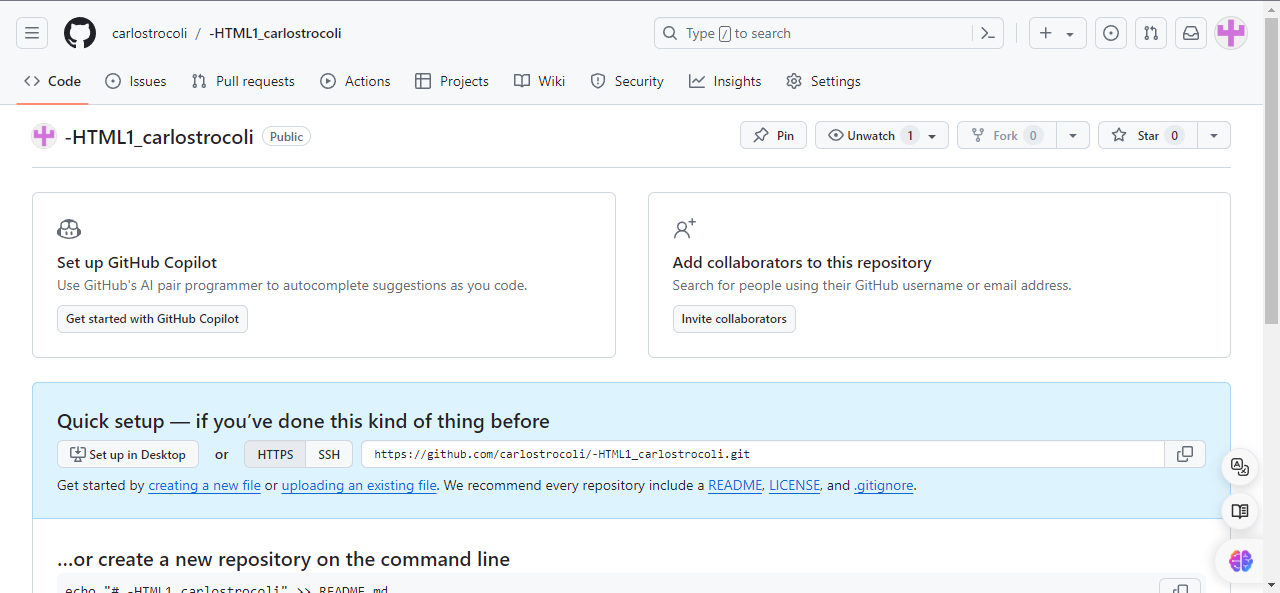 carlostrocoli / -HTML1_carlostrocoli
Type / to search
Code Issues Pull requests Actions Projects Wiki Security Insights Settings
-HTML1_carlostrocoli Public
Pin Unwatch 1 Fork 0 Star 0
Set up GitHub Copilot
Use GitHub's AI pair programmer to autocomplete suggestions as you code.
Get started with GitHub Copilot
Add collaborators to this repository
Search for people using their GitHub username or email address.
Invite collaborators
Quick setup — if you’ve done this kind of thing before
Set up in Desktop or HTTPS SSH https://github.com/carlostrocoli/-HTML1_carlostrocoli.git
Get started by creating a new file or uploading an existing file. We recommend every repository include a README, LICENSE, and .gitignore.
…or create a new repository on the command line
echo "# -HTML1_carlostrocoli" >> README.md